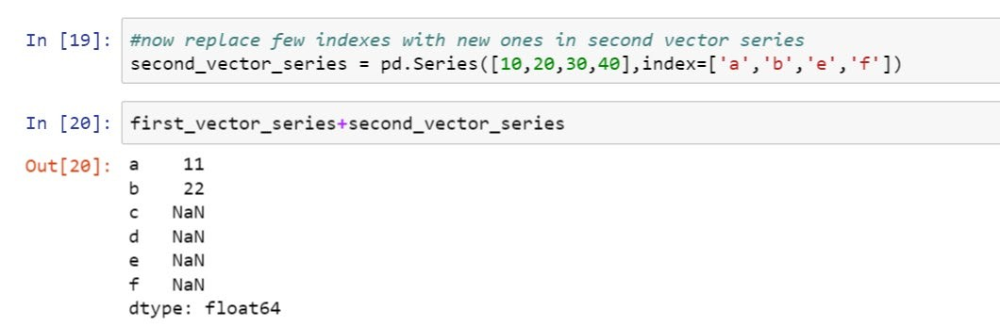 In [19]: #now replace few indexes with new ones in second vector series
second_vector_series = pd.Series([10,20,30,40],index=['a','b','e','f'])
In [20]: first_vector_series+second_vector_series
Out[20]: a 11
b 22
c NaN
d NaN
e NaN
f NaN
dtype: float64